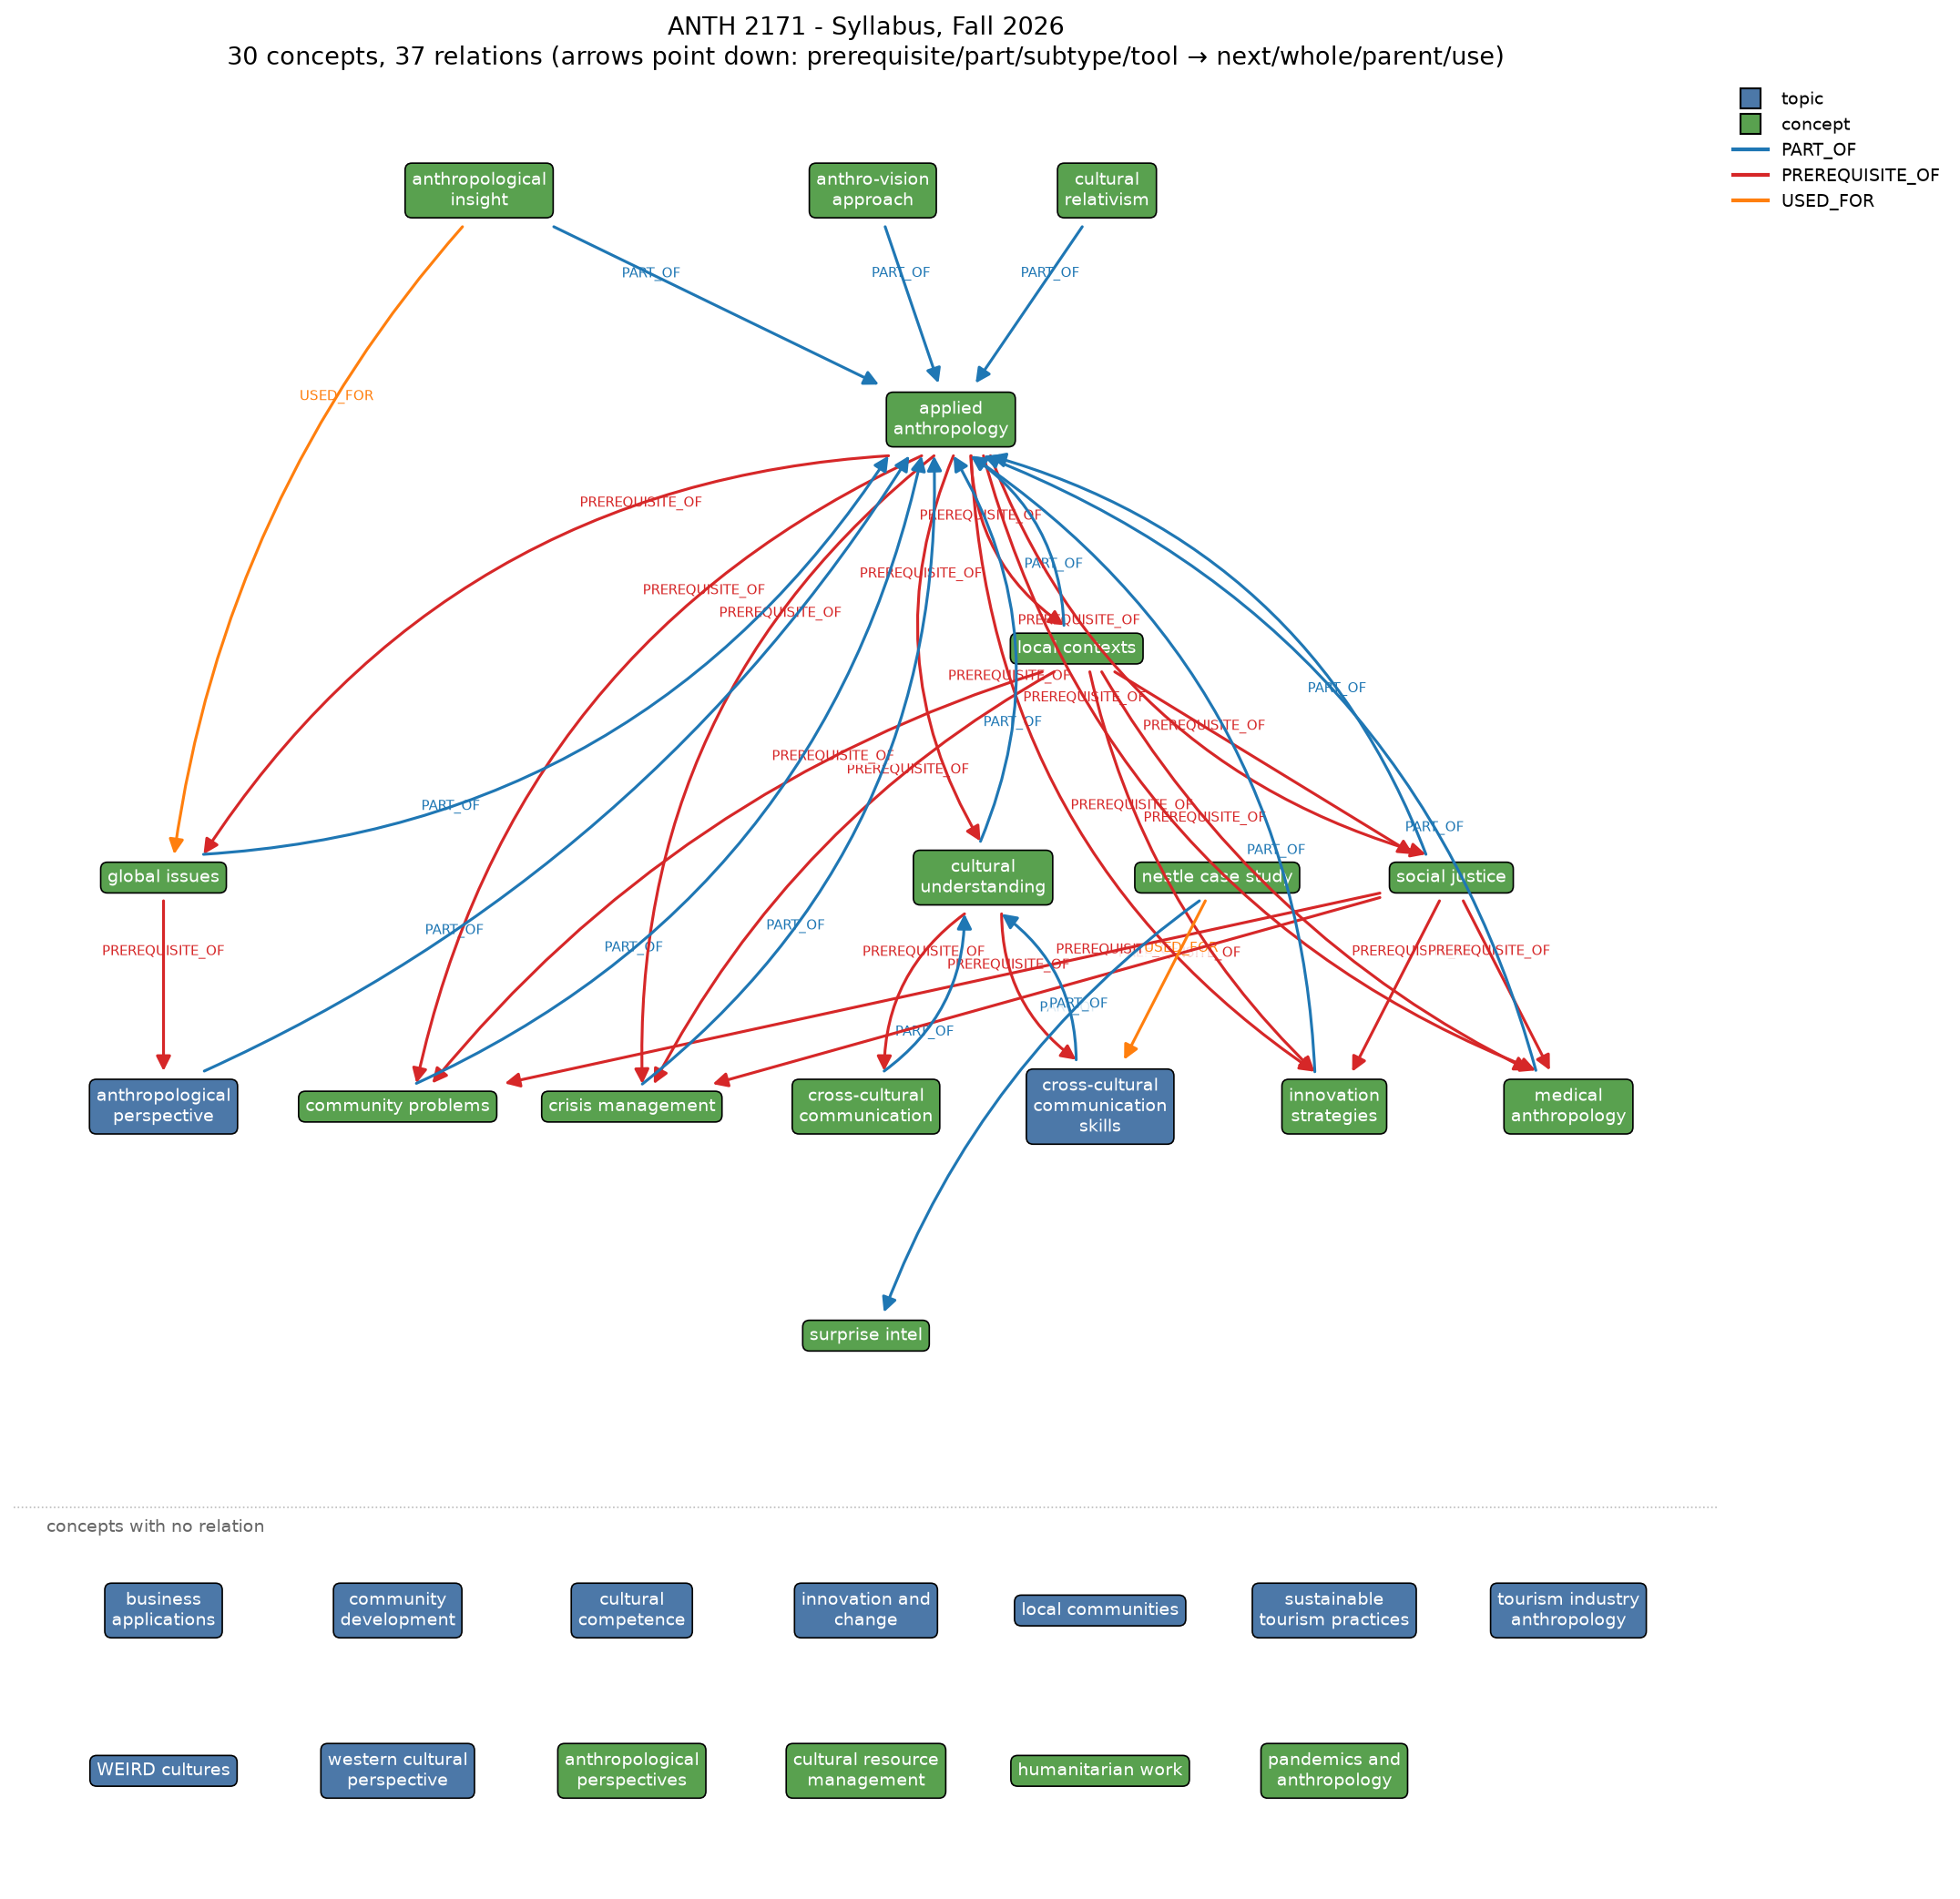 ANTH 2171 - Syllabus, Fall 2026
30 concepts, 37 relations (arrows point down: prerequisite/part/subtype/tool → next/whole/parent/use)
topic
concept
PART_OF
PREREQUISITE_OF
USED_FOR
anthropological
insight
anthro-vision
approach
cultural
relativism
PART_OF
PART_OF
PART_OF
USED_FOR
applied
anthropology
PREREQUISITE_OF
PREREQUISITE_OF
PART_OF
PREREQUISITE_OF
PREREQUISITE_OF
PREREQUISITE_OF
PREREQUISITE_OF
local contexts
PREREQUISITE_OF
PREREQUISITE_OF
PART_OF
PART_OF
PREREQUISITE_OF
PREREQUISITE_OF
PREREQUISITE_OF
PART_OF
PREREQUISITE_OF
PREREQUISITE_OF
PART_OF
PART_OF
global issues
cultural
understanding
nestle case study
social justice
PART_OF
PART_OF
PART_OF
PREREQUISITE_OF
PREREQUISITE_OF
PREREQUISITE_OF
USED_FOR
PREREQUISITE_OF
PART_OF
PART_OF
anthropological
perspective
community problems
crisis management
cross-cultural
communication
cross-cultural
communication
skills
innovation
strategies
medical
anthropology
surprise intel
concepts with no relation
business
applications
community
development
cultural
competence
innovation and
change
local communities
sustainable
tourism practices
tourism industry
anthropology
WEIRD cultures
western cultural
perspective
anthropological
perspectives
cultural resource
management
humanitarian work
pandemics and
anthropology